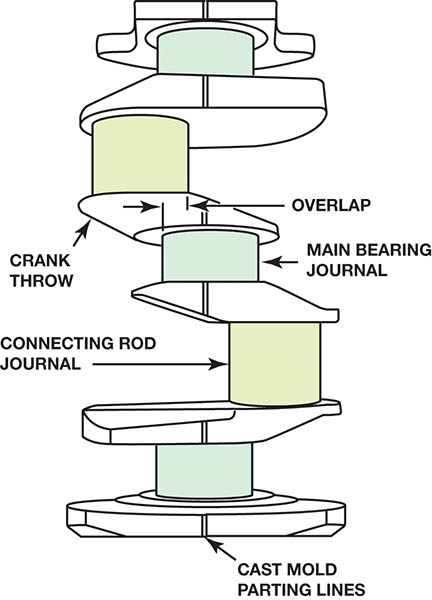 OVERLAP
MAIN BEARING
JOURNAL
CRANK
THROW
CONNECTING ROD
JOURNAL
CAST MOLD
PARTING LINES